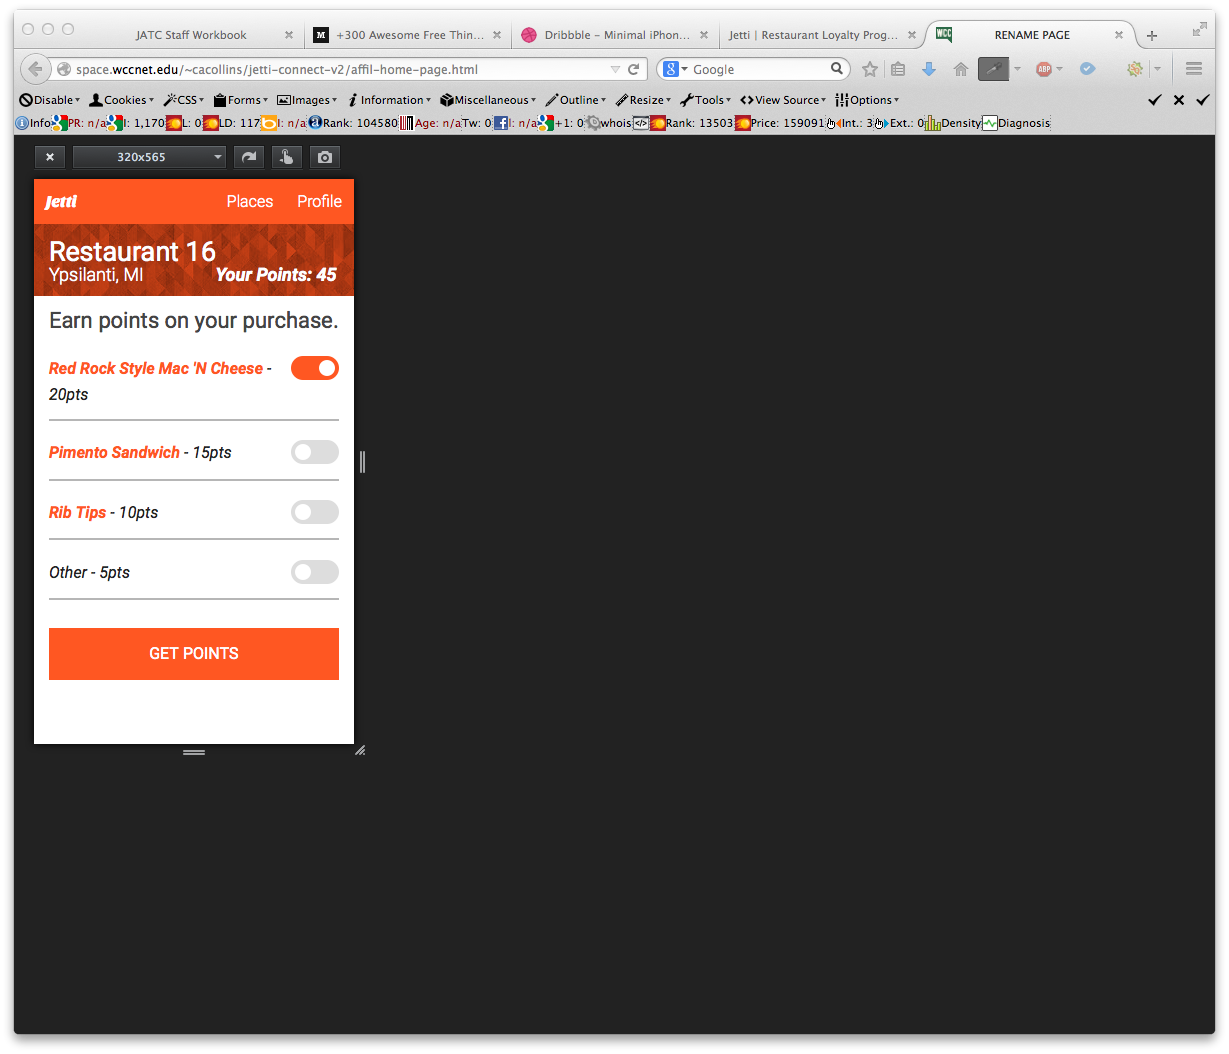 JATC Staff Workbook
M +300 Awesome Free Thin...
Dribbble – Minimal iPhon...
Jetti | Restaurant Loyalty Prog...
WCC RENAME PAGE
space.wccnet.edu/~cacollins/jetti-connect-v2/affil-home-page.html
8 Google
ABP
Disable Cookies CSS Forms Images Information Miscellaneous Outline Resize Tools View Source Options
Info PR: n/a I: 1,170 L: 0 LD: 117 I: n/a Rank: 104580 Age: n/a Tw: 0 I: n/a +1: 0 whois Rank: 13503 Price: 159091 Int.: 3 Ext.: 0 Density Diagnosis
320x565
Jetti Places Profile
Restaurant 16
Ypsilanti, MI Your Points: 45
Earn points on your purchase.
Red Rock Style Mac 'N Cheese -
20pts
Pimento Sandwich - 15pts
Rib Tips - 10pts
Other - 5pts
GET POINTS